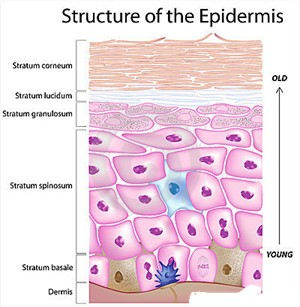 Structure of the Epidermis
Stratum corneum
OLD
Stratum lucidum
Stratum granulosum
Stratum spinosum
YOUNG
Stratum basale
Dermis